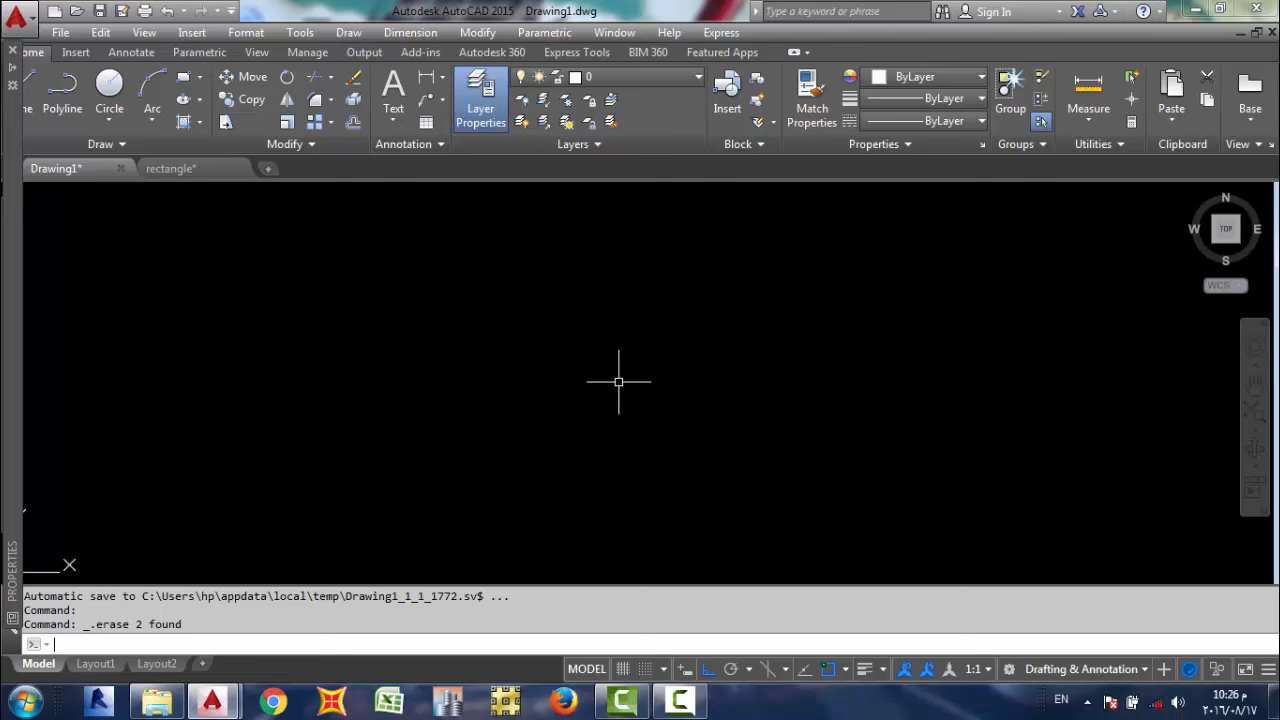 Autodesk AutoCAD 2015 Drawing1.dwg
Type a keyword or phrase
Sign In
File Edit View Insert Format Tools Draw Dimension Modify Parametric Window Help Express
ome Insert Annotate Parametric View Manage Output Add-ins Autodesk 360 Express Tools BIM 360 Featured Apps
Move
0
ByLayer
Polyline Circle Arc
Copy
Text
Layer
Properties
Insert
Match
Properties
ByLayer
Group
Measure
Paste
Base
ne
ByLayer
Draw Modify Annotation Layers Block Properties Groups Utilities Clipboard View
Drawing1* rectangle*
N
W TOP E
S
WCS
X
PROPERTIES
Automatic save to C:\Users\hp\appdata\local\temp\Drawing1_1_1_1772.sv$ ...
Command:
Command: _.erase 2 found
Model Layout1 Layout2
MODEL
1:1
Drafting & Annotation
EN
م 10:26
٢٠١٦/٠٨/١٧